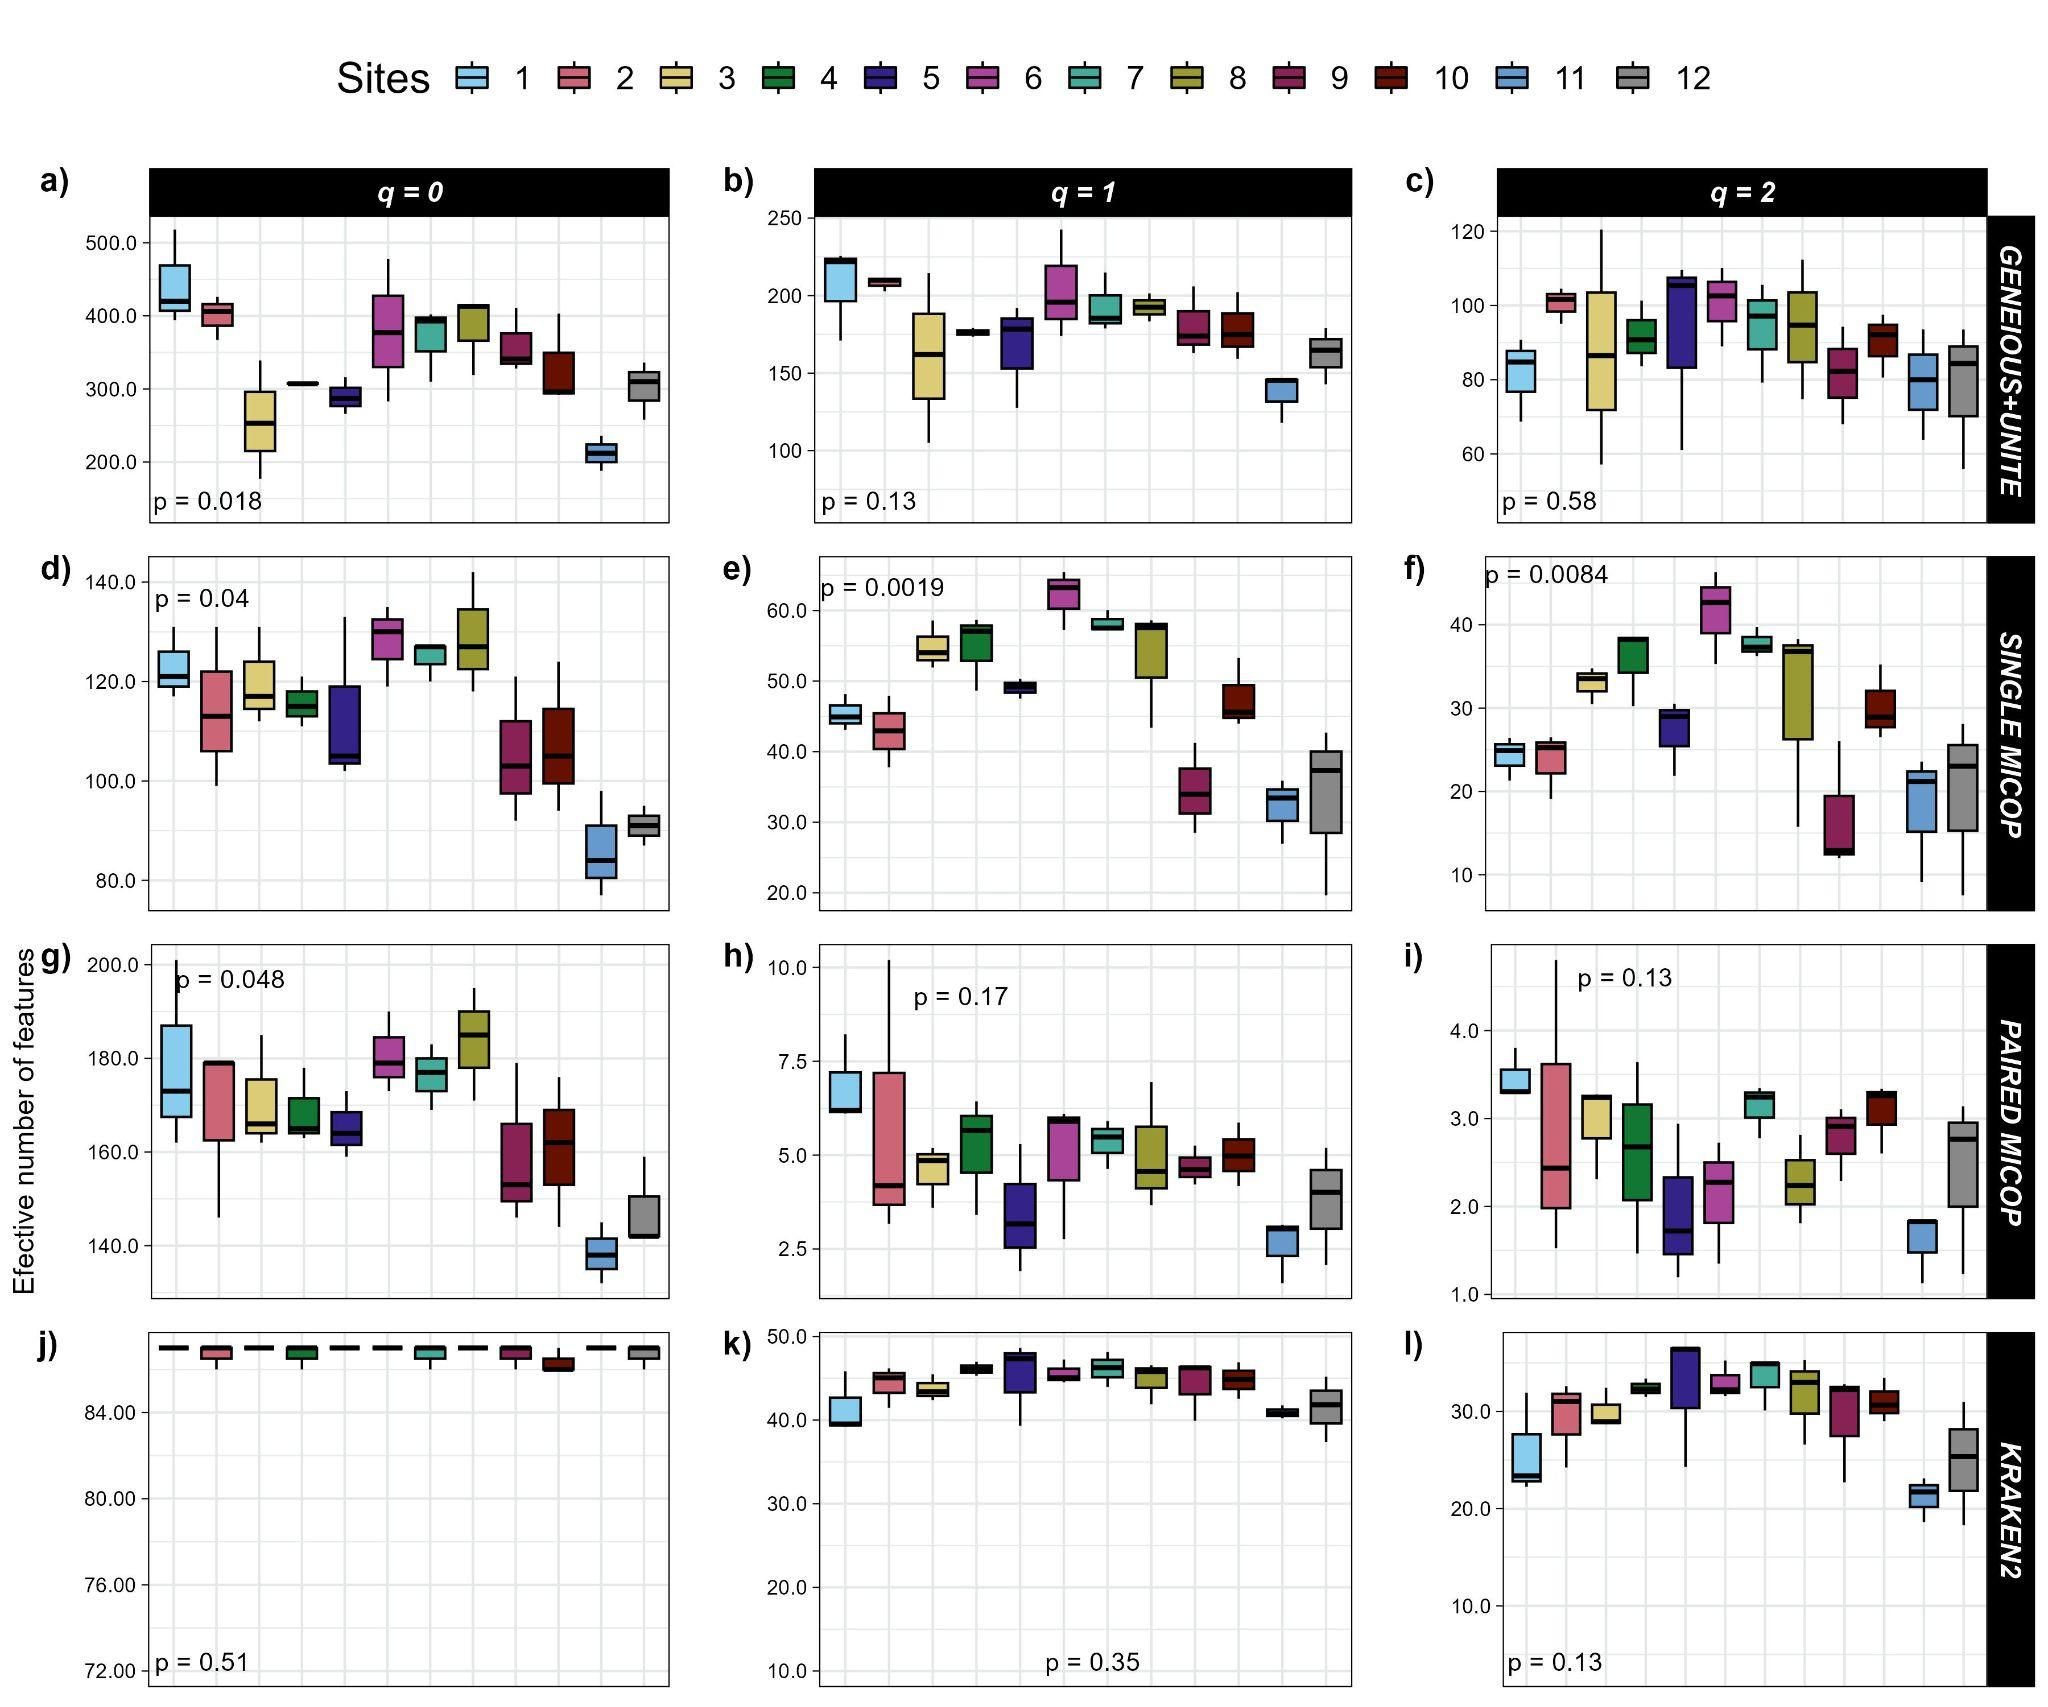 Sites 1 2 3 4 5 6 7 8 9 10 11 12
a) q = 0 b) q = 1 c) q = 2
500.0
400.0
300.0
200.0
p = 0.018
250
200
150
100
p = 0.13
120
100
80
60
p = 0.58
GENEIOUS+UNITE
d)
140.0
120.0
100.0
80.0
p = 0.04
e)
60.0
50.0
40.0
30.0
20.0
p = 0.0019
f)
40
30
20
10
p = 0.0084
SINGLE MICOP
Efective number of features
g)
200.0
180.0
160.0
140.0
p = 0.048
h)
10.0
7.5
5.0
2.5
p = 0.17
i)
4.0
3.0
2.0
1.0
p = 0.13
PAIRED MICOP
j)
84.00
80.00
76.00
72.00
p = 0.51
k)
50.0
40.0
30.0
20.0
10.0
p = 0.35
l)
30.0
20.0
10.0
p = 0.13
KRAKEN2